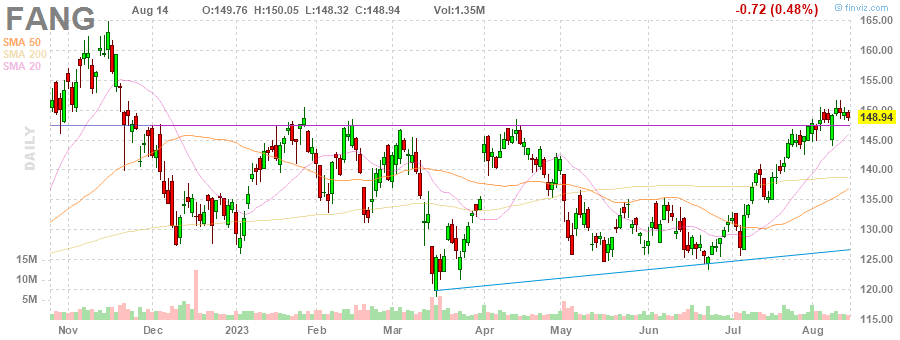 FANG Aug 14 O:149.76 H:150.05 L:148.32 C:148.94 Vol:1.35M -0.72 (0.48%) finviz.com
SMA 50
SMA 200
SMA 20
DAILY
165.00
160.00
155.00
150.00
148.94
145.00
140.00
135.00
130.00
125.00
120.00
115.00
15M
10M
5M
Nov Dec 2023 Feb Mar Apr May Jun Jul Aug